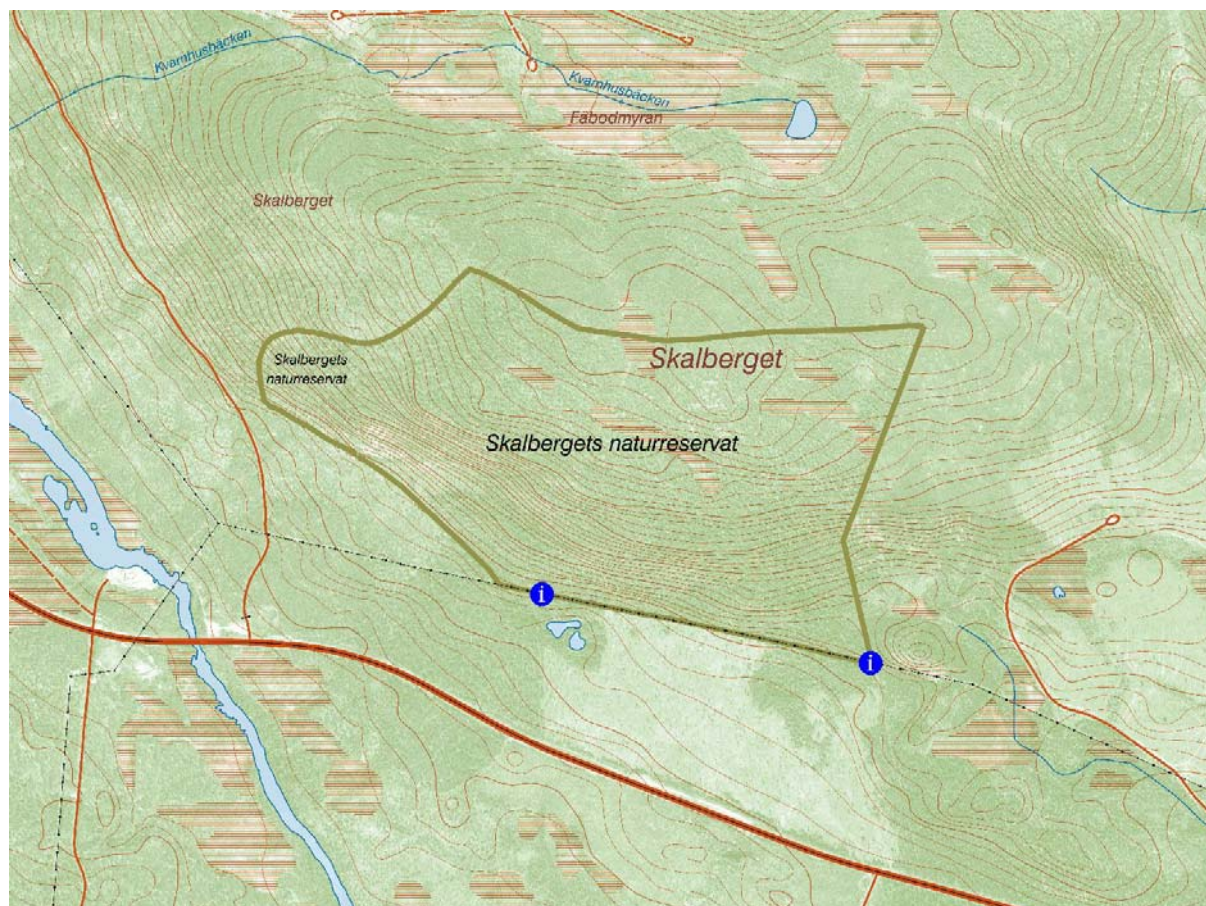 Kvarnhusbäcken
Kvarnhusbäcken
Fäbodmyran
Skalberget
Skalberget
Skalbergets
naturreservat
Skalbergets naturreservat
i
i